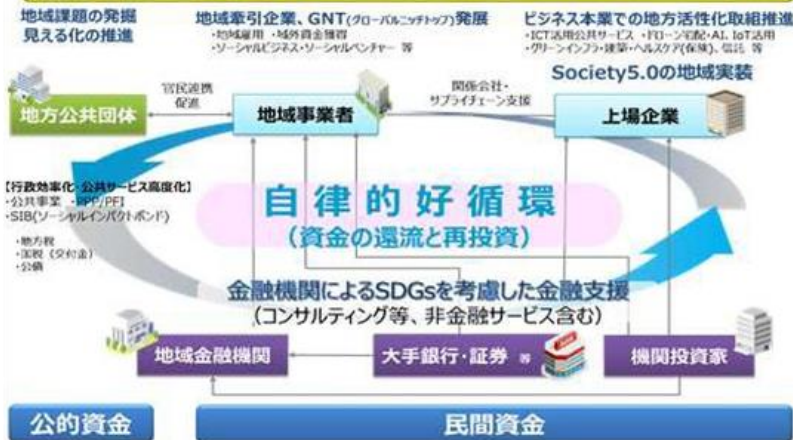 地域課題の発掘
見える化の推進
地域牽引企業、GNT(グローバルニッチトップ)発展
・地域雇用 ・域外資金獲得
・ソーシャルビジネス・ソーシャルベンチャー 等
ビジネス本業での地方活性化取組推進
・ICT活用公共サービス ・ドローン宅配・AI、IoT活用
・グリーンインフラ・建築・ヘルスケア(保険)、信託 等
Society5.0の地域実装
地方公共団体
官民連携
促進
地域事業者
関係会社・
サプライチェーン支援
上場企業
【行政効率化・公共サービス高度化】
・公共事業 ・PPP/PFI
・SIB(ソーシャルインパクトボンド)
・地方税
・国税(交付金)
・公債
自律的好循環
(資金の還流と再投資)
金融機関によるSDGsを考慮した金融支援
(コンサルティング等、非金融サービス含む)
地域金融機関
大手銀行・証券 等
機関投資家
公的資金
民間資金